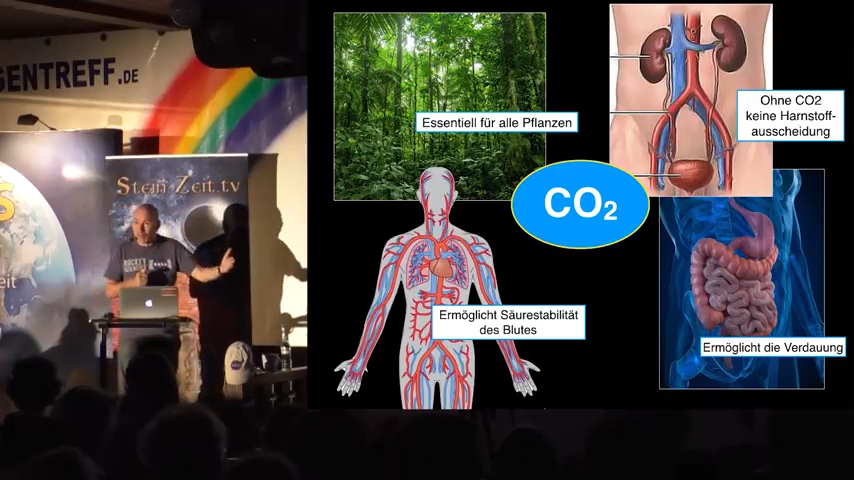 GENTREFF.DE
Stein Zeit.tv
S
eit
Essentiell für alle Pflanzen
Ohne CO2
keine Harnstoff-
ausscheidung
CO2
Ermöglicht Säurestabilität
des Blutes
Ermöglicht die Verdauung